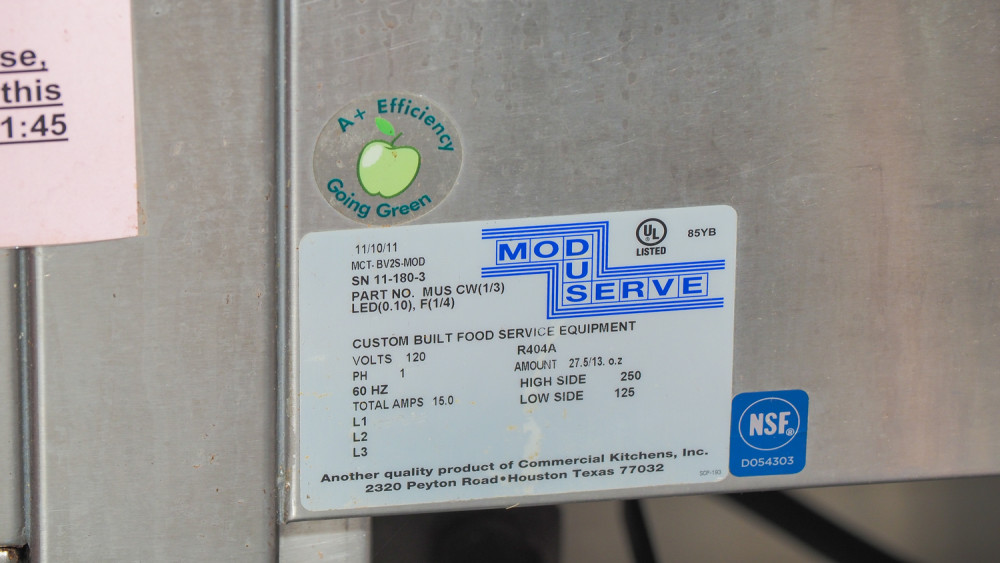 se,
this
1:45
A+ Efficiency
Going Green
11/10/11
MCT-BV2S-MOD
SN 11-180-3
PART NO. MUS CW(1/3)
LED(0.10), F(1/4)
MODUSERVE
UL
LISTED
85YB
CUSTOM BUILT FOOD SERVICE EQUIPMENT
VOLTS 120
PH 1
60 HZ
TOTAL AMPS 15.0
L1
L2
L3
R404A
AMOUNT 27.5/13. o.z
HIGH SIDE 250
LOW SIDE 125
Another quality product of Commercial Kitchens, Inc.
2320 Peyton Road•Houston Texas 77032
NSF®
D054303